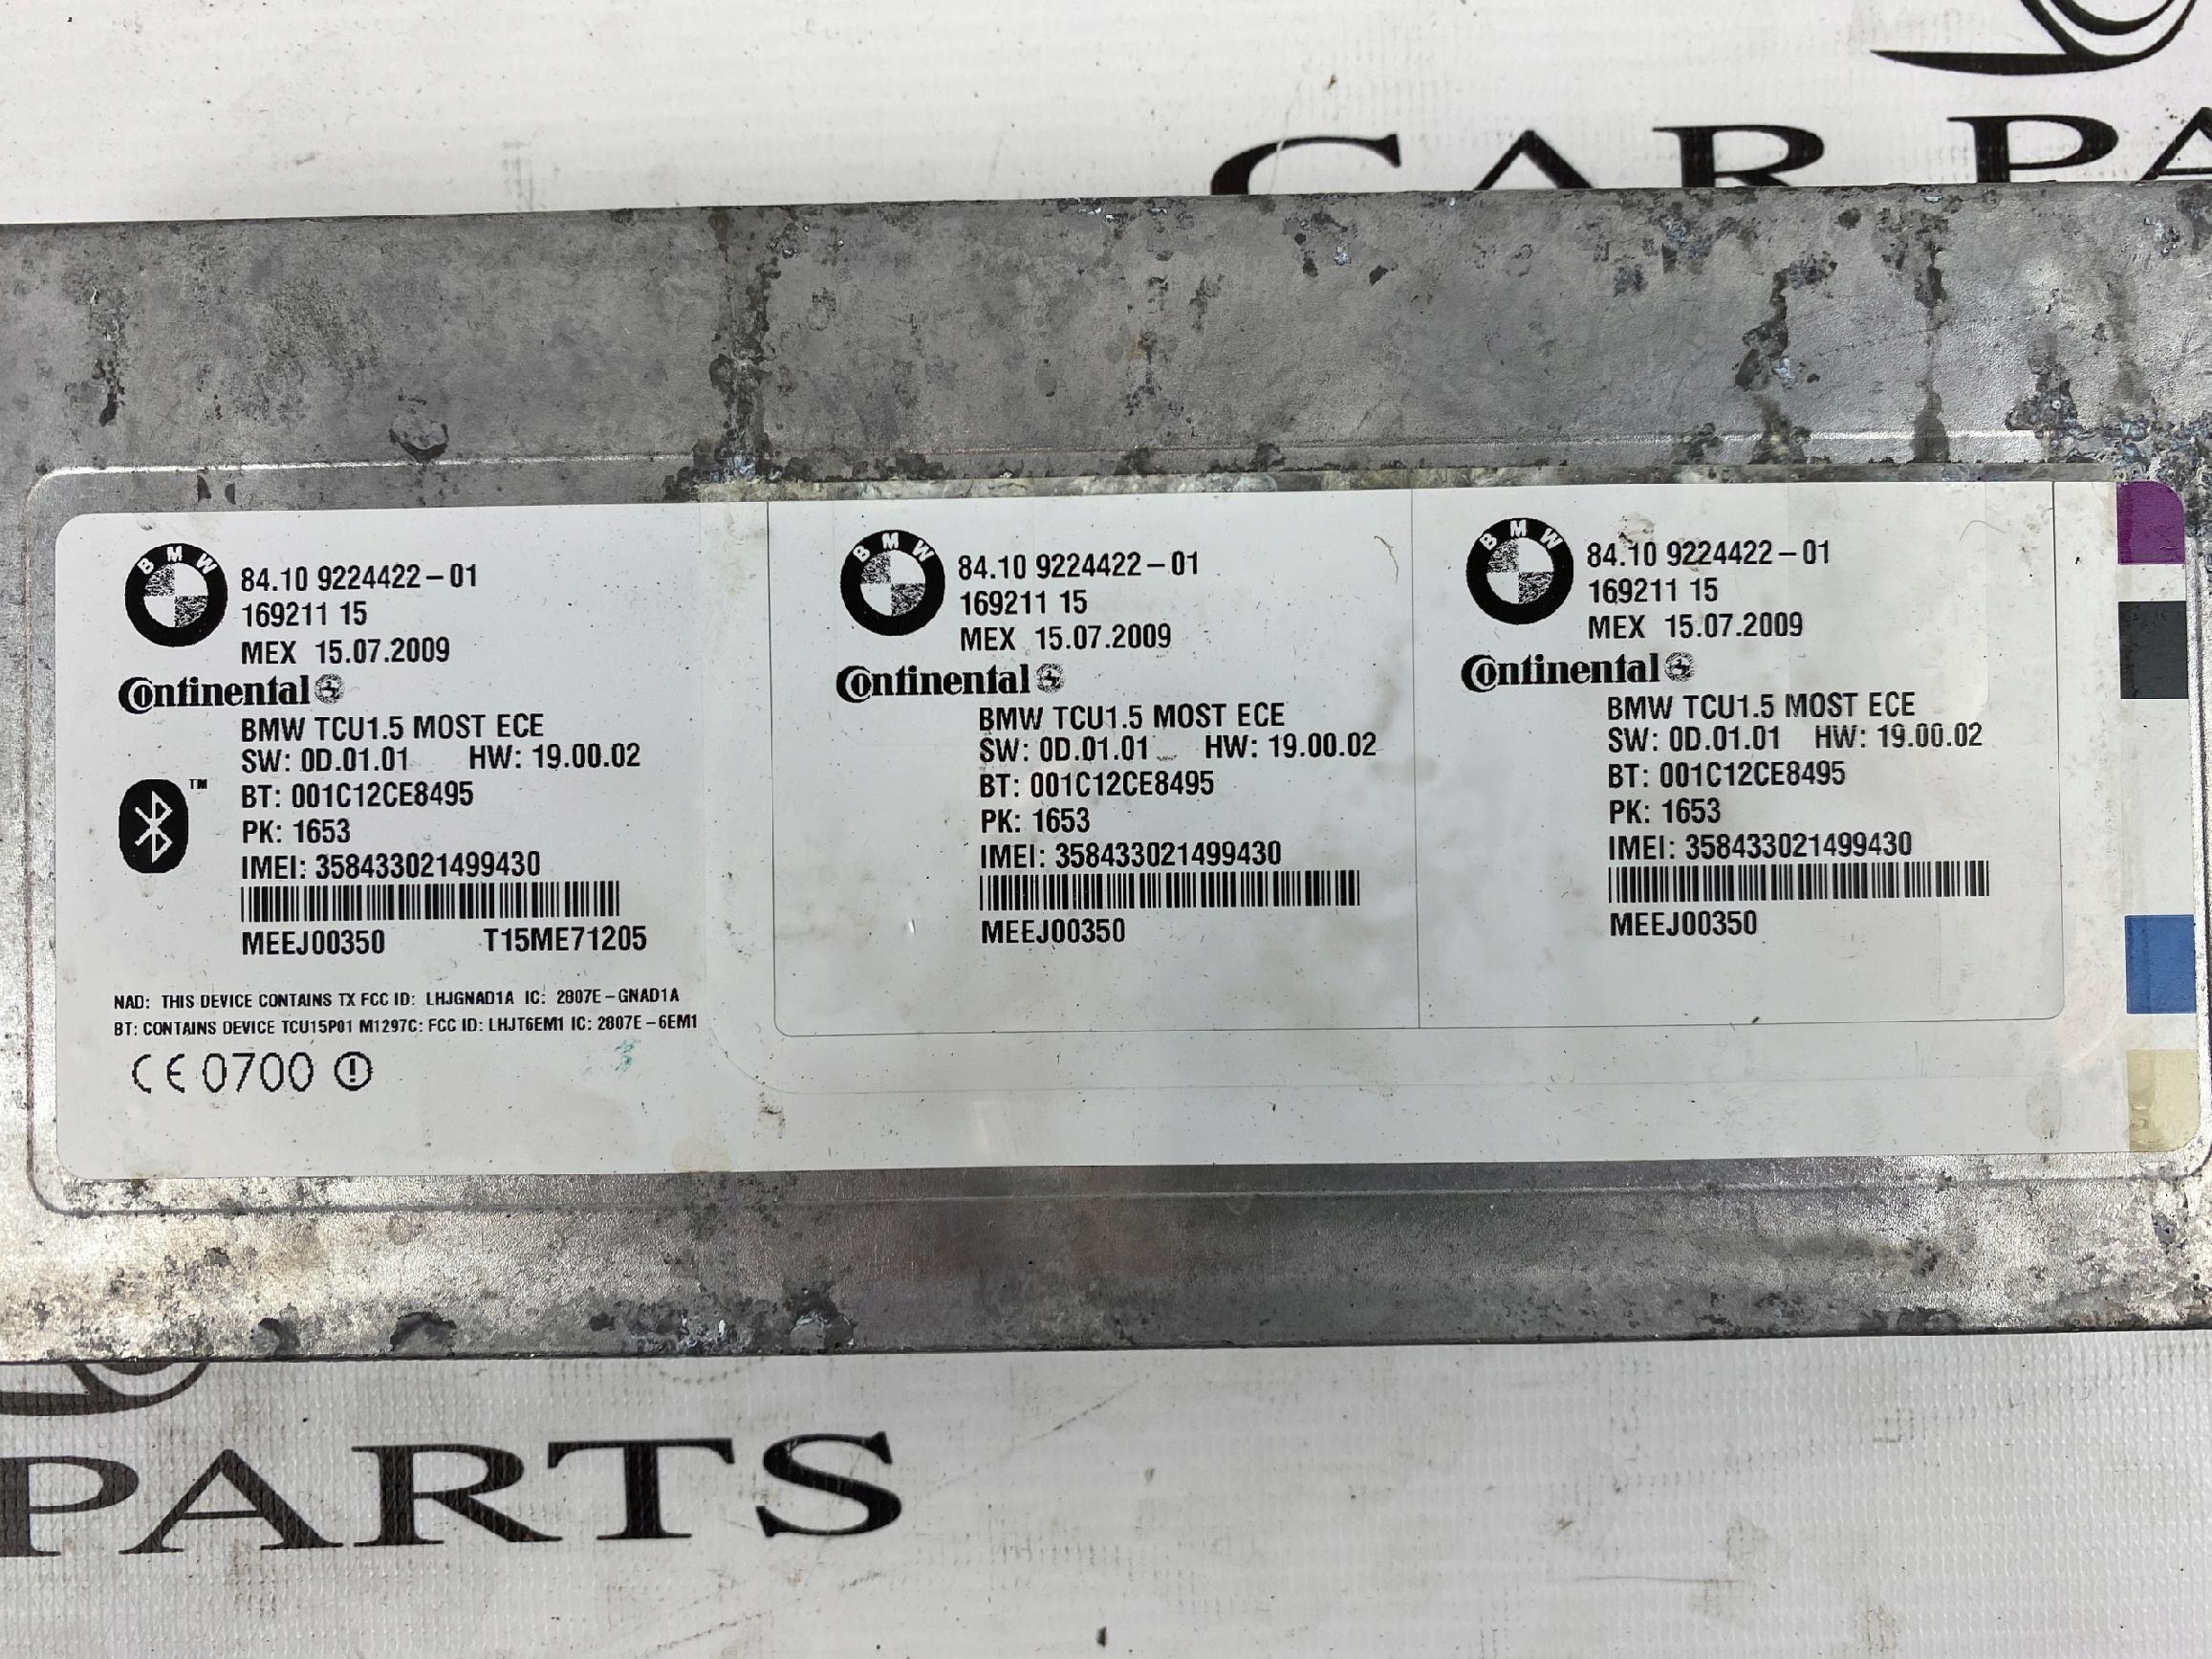 CAR PA
BMW
84.10 9224422-01
169211 15
MEX 15.07.2009
Continental
BMW TCU1.5 MOST ECE
SW: 0D.01.01 HW: 19.00.02
TM
BT: 001C12CE8495
PK: 1653
IMEI: 358433021499430
MEEJ00350 T15ME71205
NAD: THIS DEVICE CONTAINS TX FCC ID: LHJGNAD1A IC: 2807E-GNAD1A
BT: CONTAINS DEVICE TCU15P01 M1297C: FCC ID: LHJT6EM1 IC: 2807E-6EM1
CE 0700
BMW
84.10 9224422-01
169211 15
MEX 15.07.2009
Continental
BMW TCU1.5 MOST ECE
SW: 0D.01.01 HW: 19.00.02
BT: 001C12CE8495
PK: 1653
IMEI: 358433021499430
MEEJ00350
BMW
84.10 9224422-01
169211 15
MEX 15.07.2009
Continental
BMW TCU1.5 MOST ECE
SW: 0D.01.01 HW: 19.00.02
BT: 001C12CE8495
PK: 1653
IMEI: 358433021499430
MEEJ00350
PARTS